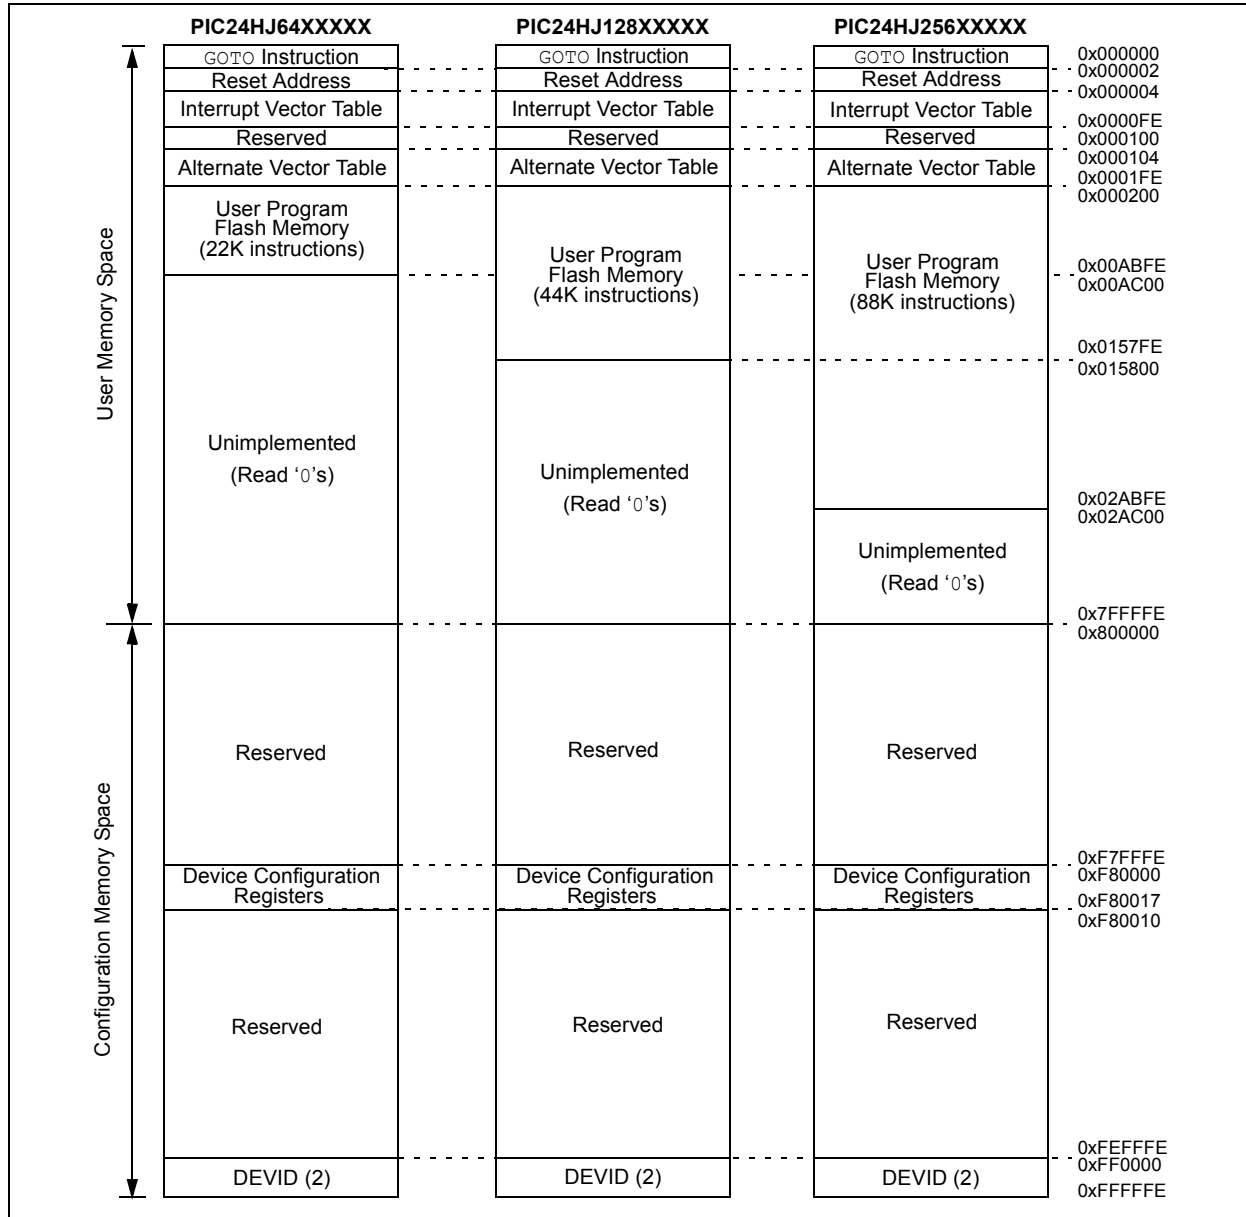 PIC24HJ64XXXXX
GOTO Instruction
Reset Address
Interrupt Vector Table
Reserved
Alternate Vector Table
User Program
Flash Memory
(22K instructions)
Unimplemented
(Read ‘0’s)
Reserved
Device Configuration
Registers
Reserved
DEVID (2)
PIC24HJ128XXXXX
GOTO Instruction
Reset Address
Interrupt Vector Table
Reserved
Alternate Vector Table
User Program
Flash Memory
(44K instructions)
Unimplemented
(Read ‘0’s)
Reserved
Device Configuration
Registers
Reserved
DEVID (2)
PIC24HJ256XXXXX
GOTO Instruction
Reset Address
Interrupt Vector Table
Reserved
Alternate Vector Table
User Program
Flash Memory
(88K instructions)
Unimplemented
(Read ‘0’s)
Reserved
Device Configuration
Registers
Reserved
DEVID (2)
0x000000
0x000002
0x000004
0x0000FE
0x000100
0x000104
0x0001FE
0x000200
0x00ABFE
0x00AC00
0x0157FE
0x015800
0x02ABFE
0x02AC00
0x7FFFFE
0x800000
0xF7FFFE
0xF80000
0xF80017
0xF80010
0xFEFFFE
0xFF0000
0xFFFFFE
User Memory Space
Configuration Memory Space